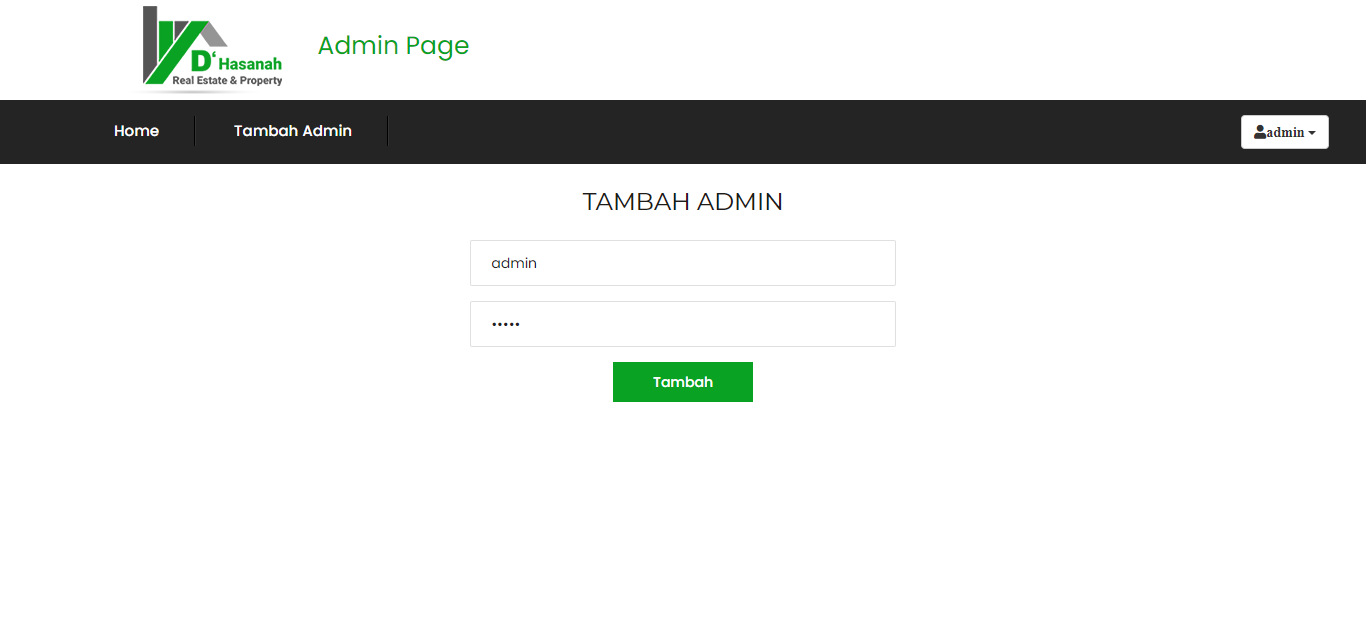 D' Hasanah
Real Estate & Property
Admin Page
Home
Tambah Admin
admin
TAMBAH ADMIN
admin
•••••
Tambah